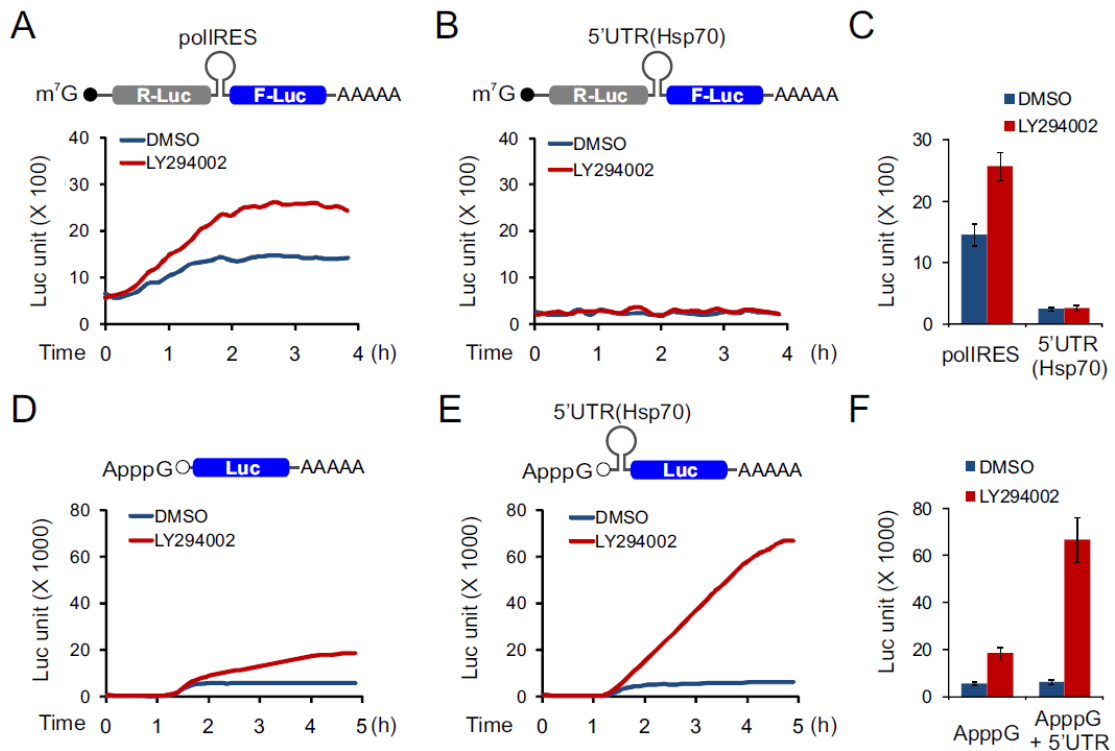 A
polIRES
m⁷G R-Luc F-Luc AAAAA
Luc unit (X 100)
40
30
20
10
0
DMSO
LY294002
Time 0 1 2 3 4 (h)
B
5'UTR(Hsp70)
m⁷G R-Luc F-Luc AAAAA
Luc unit (X 100)
40
30
20
10
0
DMSO
LY294002
Time 0 1 2 3 4 (h)
C
DMSO
LY294002
Luc unit (X 100)
30
20
10
0
polIRES 5'UTR
(Hsp70)
D
ApppG Luc AAAAA
Luc unit (X 1000)
80
60
40
20
0
DMSO
LY294002
Time 0 1 2 3 4 5 (h)
E
5'UTR(Hsp70)
ApppG Luc AAAAA
Luc unit (X 1000)
80
60
40
20
0
DMSO
LY294002
Time 0 1 2 3 4 5 (h)
F
DMSO
LY294002
Luc unit (X 1000)
80
60
40
20
0
ApppG ApppG
+ 5'UTR